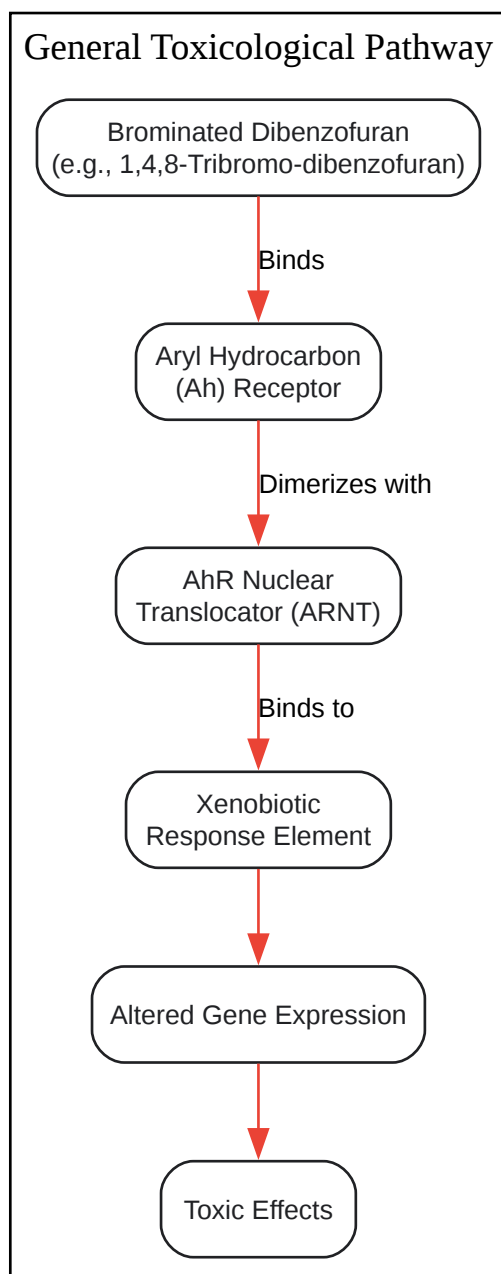 General Toxicological Pathway
Brominated Dibenzofuran
(e.g., 1,4,8-Tribromo-dibenzofuran)
Binds
Aryl Hydrocarbon
(Ah) Receptor
Dimerizes with
AhR Nuclear
Translocator (ARNT)
Binds to
Xenobiotic
Response Element
Altered Gene Expression
Toxic Effects